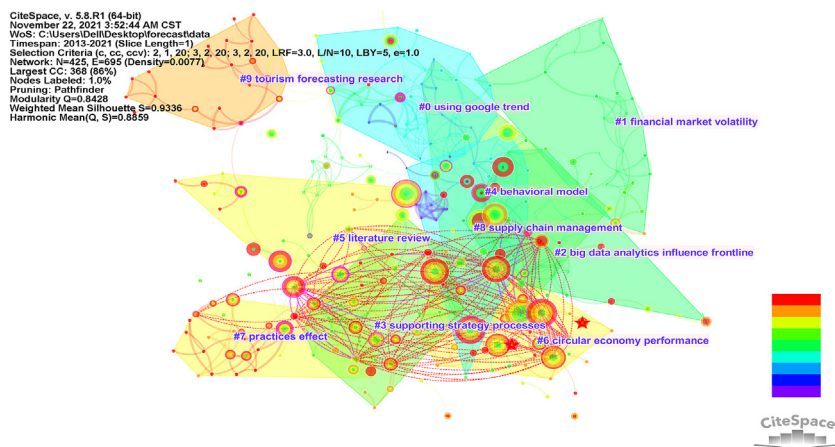 CiteSpace, v. 5.8.R1 (64-bit)
November 22, 2021 3:52:44 AM CST
WoS: C:\Users\Dell\Desktop\forecast\data
Timespan: 2013-2021 (Slice Length=1)
Selection Criteria (c, cc, ccv): 2, 1, 20; 3, 2, 20; 3, 2, 20, LRF=3.0, L/N=10, LBY=5, e=1.0
Network: N=425, E=695 (Density=0.0077)
Largest CC: 368 (86%)
Nodes Labeled: 1.0%
Pruning: Pathfinder
Modularity Q=0.8428
Weighted Mean Silhouette S=0.9336
Harmonic Mean(Q, S)=0.8859
#9 tourism forecasting research
#0 using google trend
#1 financial market volatility
#4 behavioral model
#8 supply chain management
#5 literature review
#2 big data analytics influence frontline
#3 supporting strategy processes
#7 practices effect
#6 circular economy performance
CiteSpace